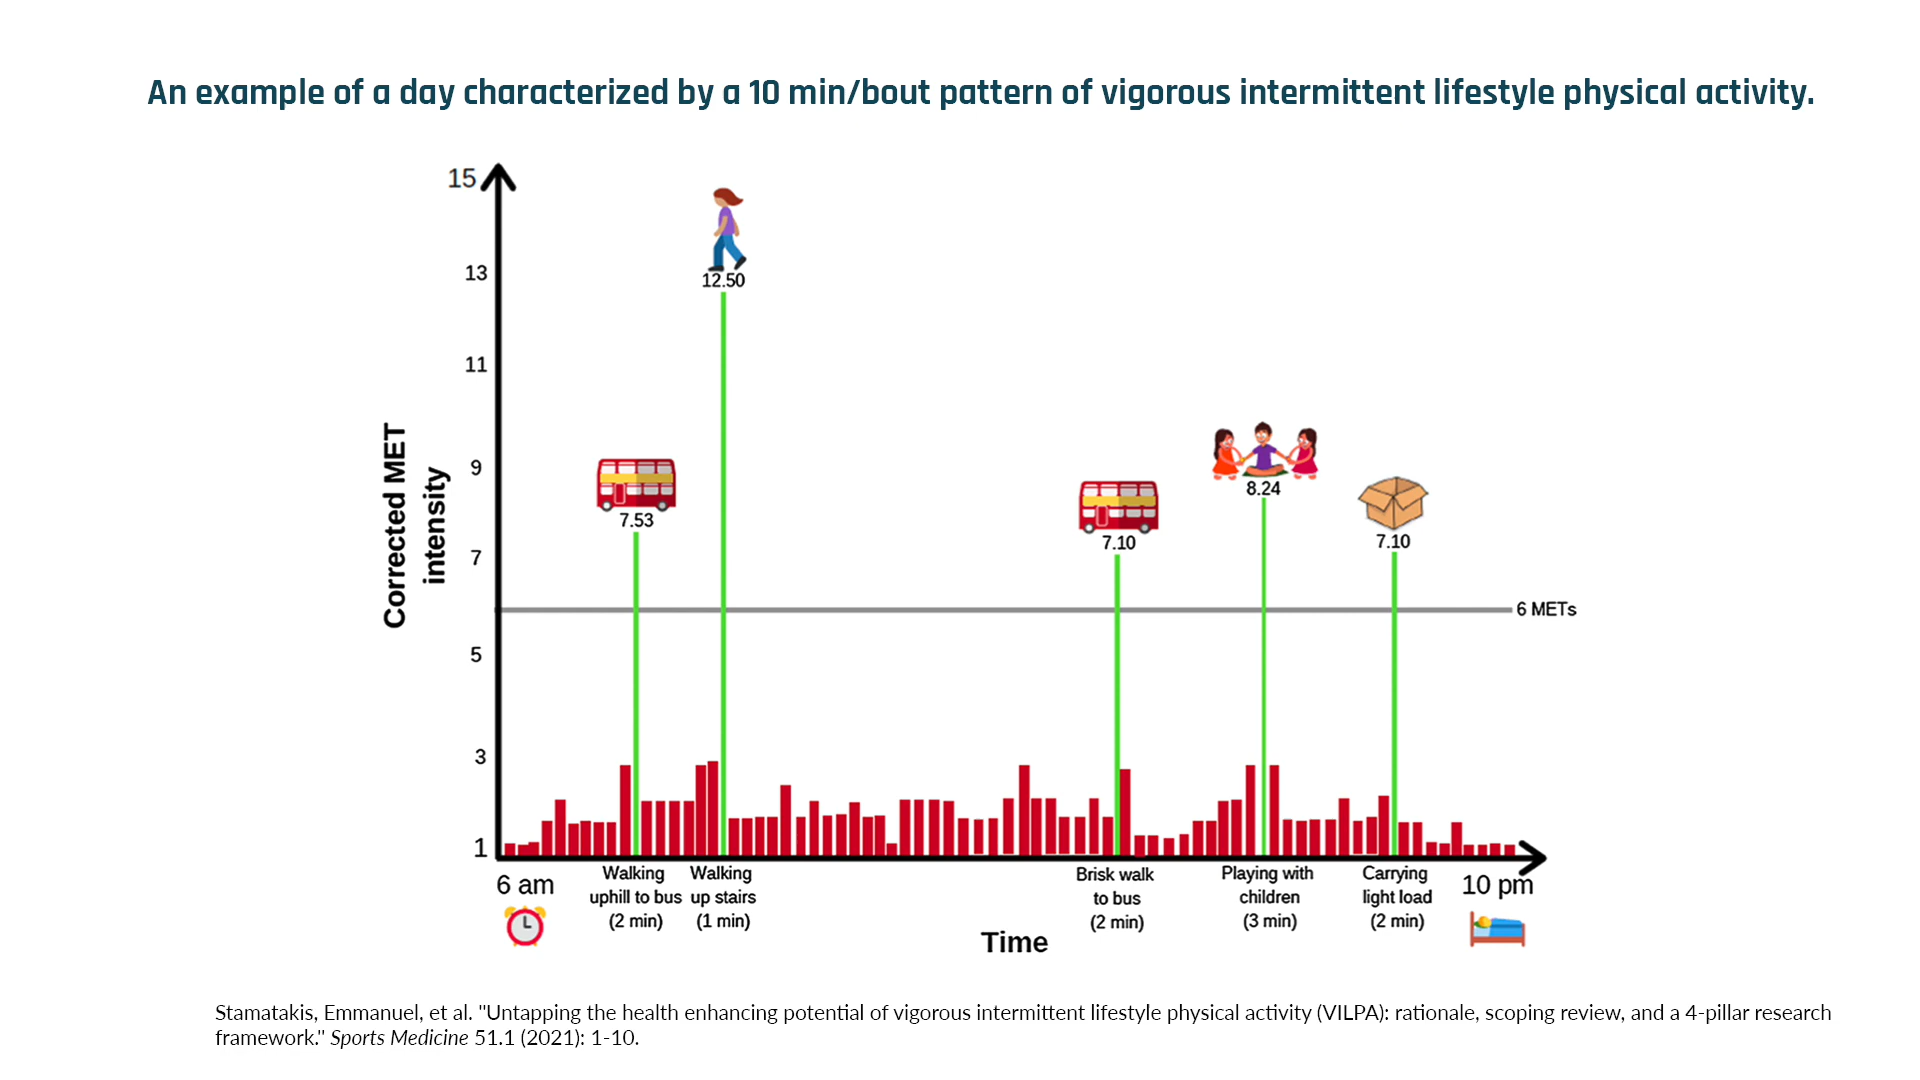 An example of a day characterized by a 10 min/bout pattern of vigorous intermittent lifestyle physical activity.
15
13
11
9
7
5
3
1
Corrected MET
intensity
12.50
7.53
7.10
8.24
7.10
6 METs
6 am
Walking
uphill to bus
(2 min)
Walking
up stairs
(1 min)
Brisk walk
to bus
(2 min)
Playing with
children
(3 min)
Carrying
light load
(2 min)
10 pm
Time
Stamatakis, Emmanuel, et al. "Untapping the health enhancing potential of vigorous intermittent lifestyle physical activity (VILPA): rationale, scoping review, and a 4-pillar research
framework." Sports Medicine 51.1 (2021): 1-10.